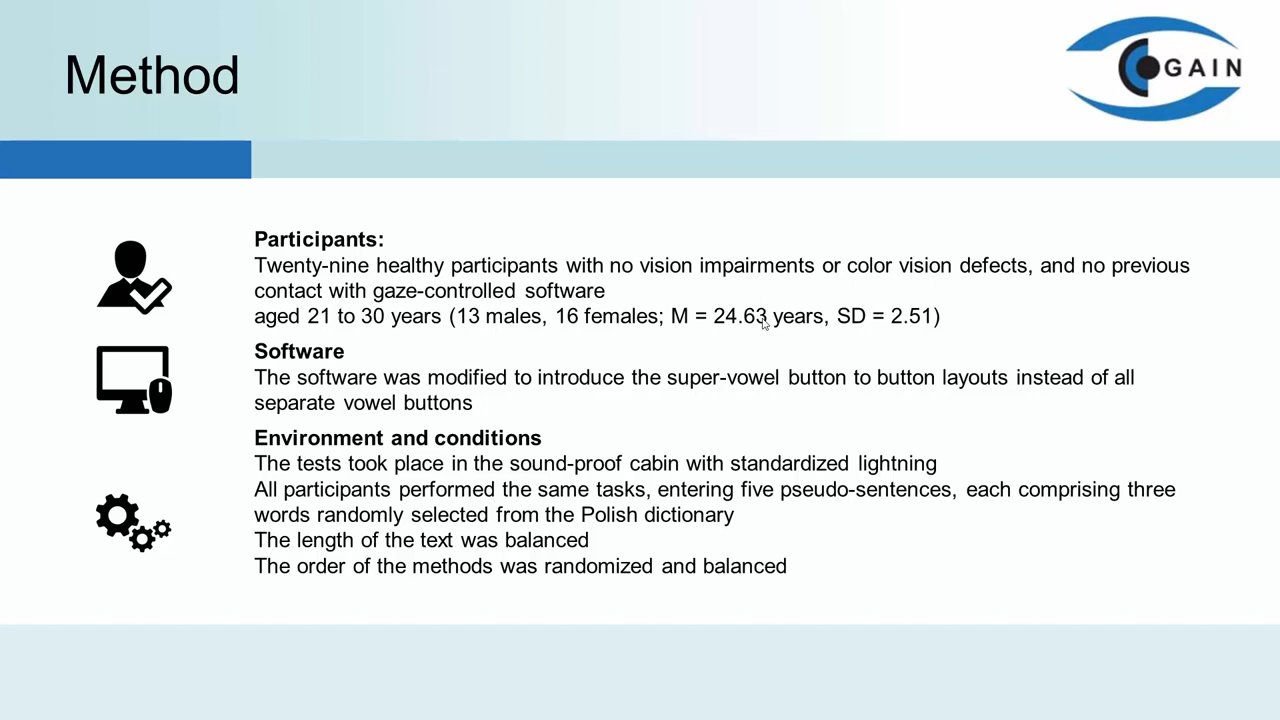 Method
GAIN
Participants:
Twenty-nine healthy participants with no vision impairments or color vision defects, and no previous
contact with gaze-controlled software
aged 21 to 30 years (13 males, 16 females; M = 24.63 years, SD = 2.51)
Software
The software was modified to introduce the super-vowel button to button layouts instead of all
separate vowel buttons
Environment and conditions
The tests took place in the sound-proof cabin with standardized lightning
All participants performed the same tasks, entering five pseudo-sentences, each comprising three
words randomly selected from the Polish dictionary
The length of the text was balanced
The order of the methods was randomized and balanced